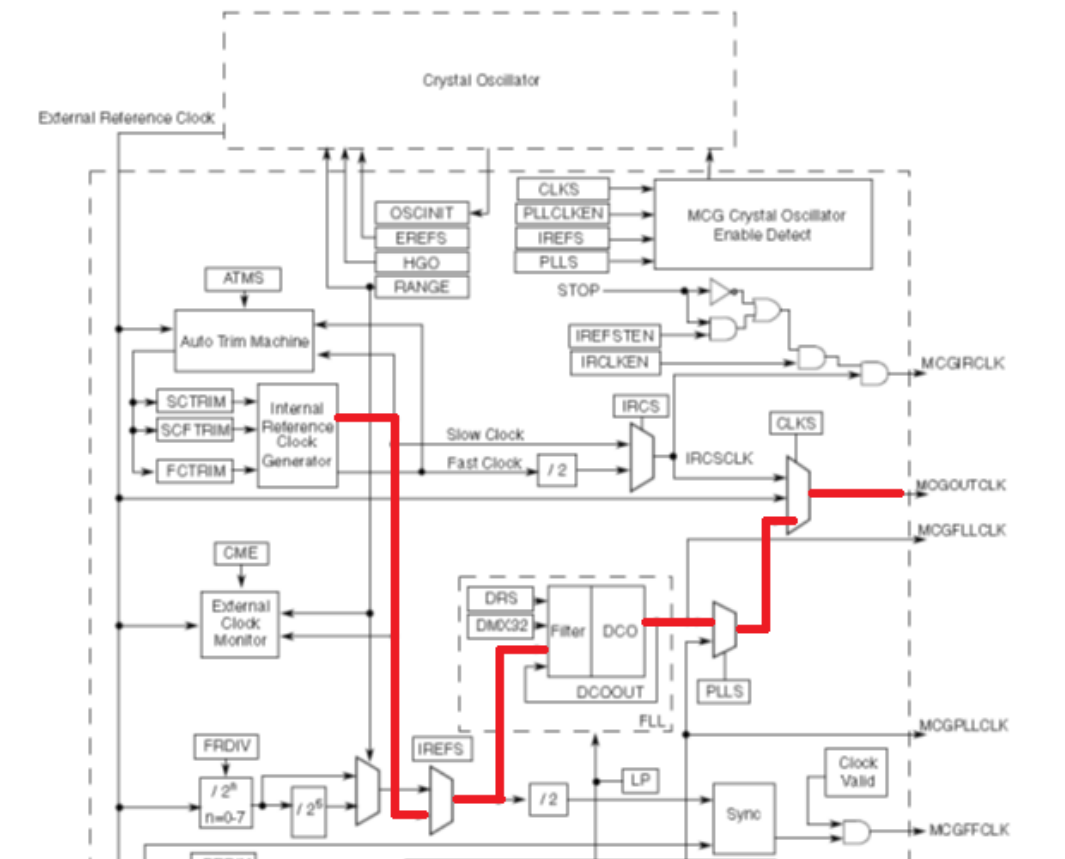 Crystal Oscillator
External Reference Clock
CLKS
OSCINIT
PLLCLKEN
MCG Crystal Oscillator
Enable Detect
EREFS
IREFS
HGO
PLLS
ATMS
RANGE
STOP
Auto Trim Machine
IREFSTEN
IRCLKEN
MCGIRCLK
SCTRIM
SCFTRIM
FCTRIM
Internal
Reference
Clock
Generator
IRCS
CLKS
Slow Clock
Fast Clock
/ 2
IRCSCLK
MCGOUTCLK
MCGFLLCLK
CME
External
Clock
Monitor
DRS
DMX32
Filter
DCO
DCOOUT
PLLS
FLL
MCGPLLCLK
FRDIV
IREFS
LP
Clock
Valid
/ 2ⁿ
n=0-7
/ 2⁵
/ 2
Sync
MCGFFCLK